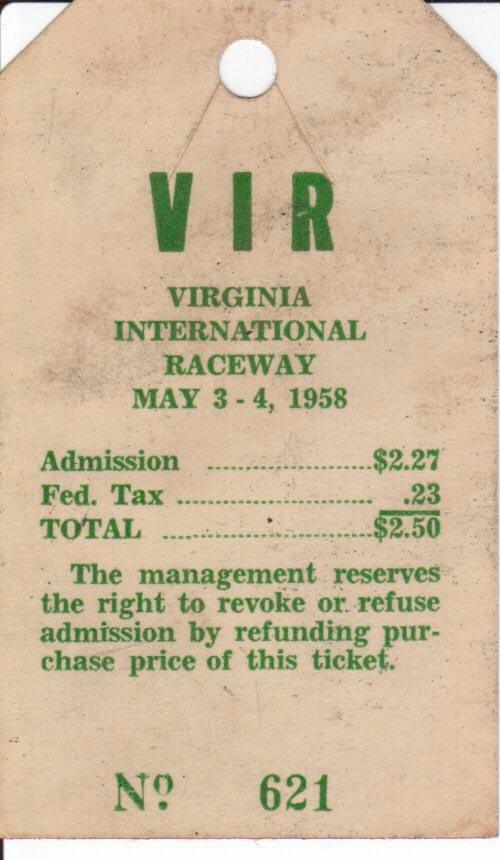 VIR
VIRGINIA
INTERNATIONAL
RACEWAY
MAY 3 - 4, 1958
Admission ........................$2.27
Fed. Tax ............................ .23
TOTAL ..............................$2.50
The management reserves
the right to revoke or refuse
admission by refunding pur-
chase price of this ticket.
Nº 621